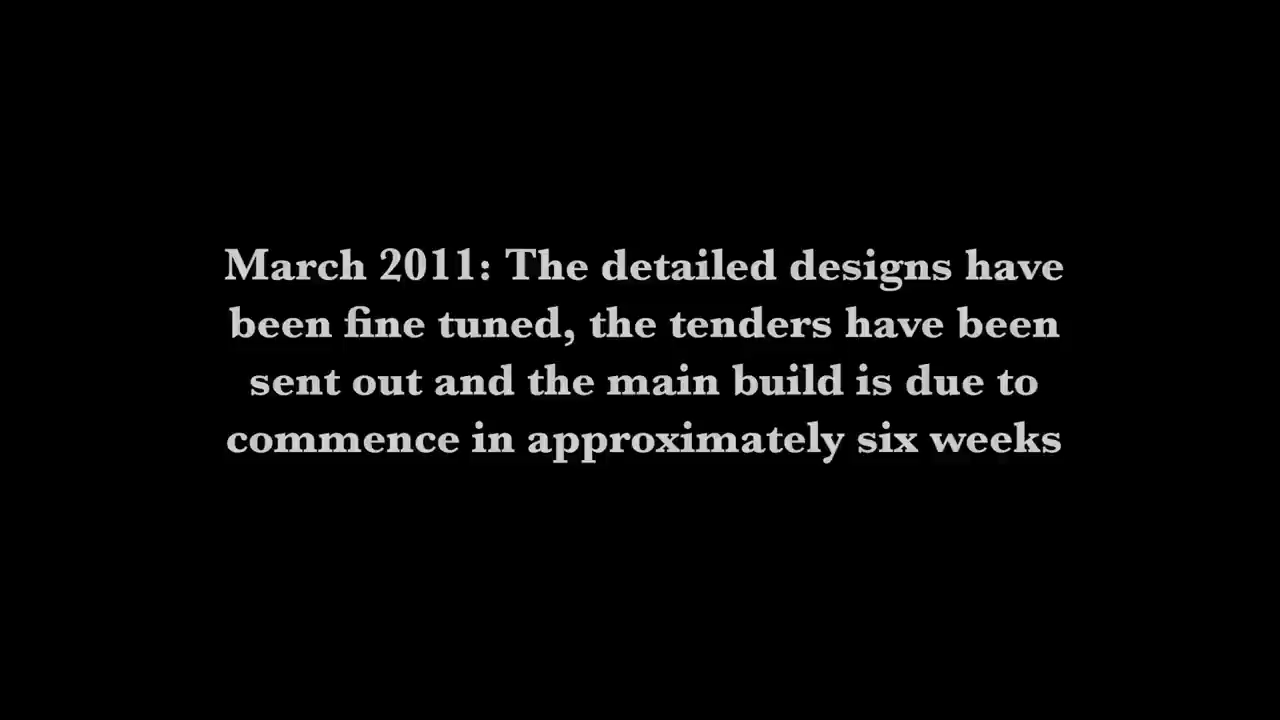 March 2011: The detailed designs have
been fine tuned, the tenders have been
sent out and the main build is due to
commence in approximately six weeks